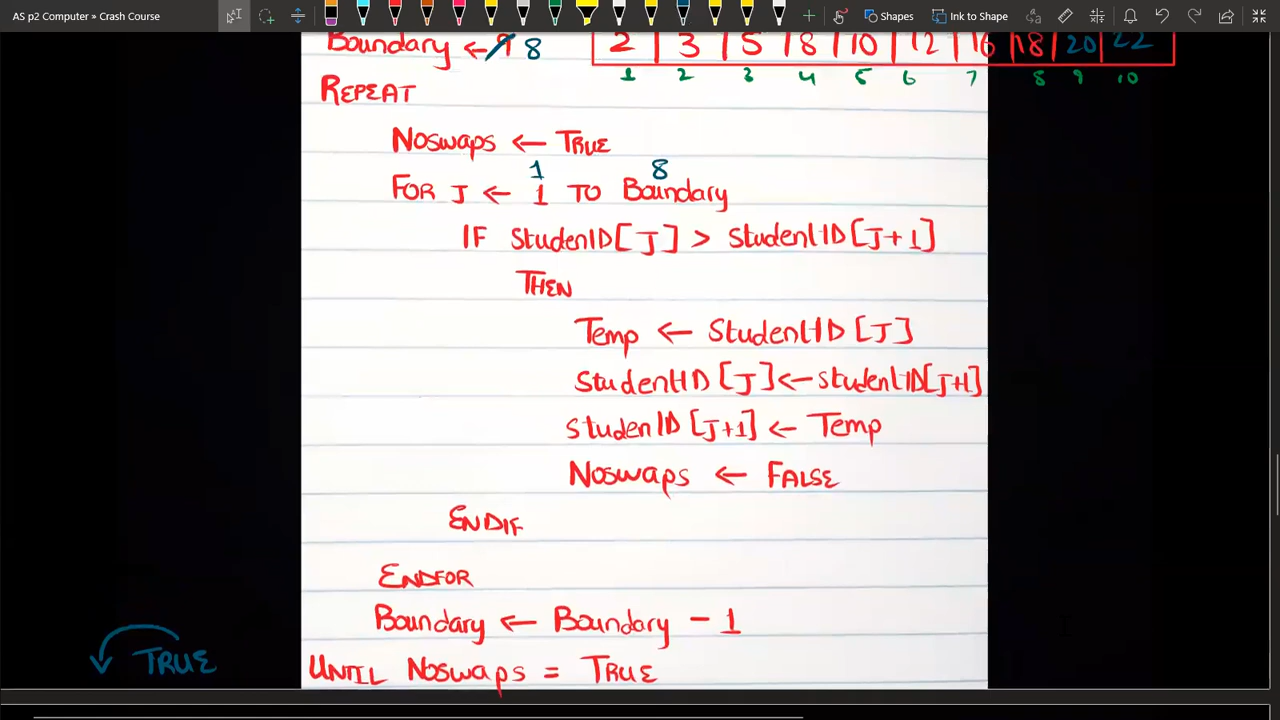 AS p2 Computer » Crash Course
Shapes
Ink to Shape
Boundary ← 9 8
2 | 3 | 5 | 8 | 10 | 12 | 16 | 18 | 20 | 22
1 2 3 4 5 6 7 8 9 10
REPEAT
Noswaps ← TRUE
1 8
FOR J ← 1 TO Boundary
IF StudenID[J] > StudentID[J+1]
THEN
Temp ← StudentID[J]
StudentID[J] ← StudentID[J+1]
StudenID[J+1] ← Temp
Noswaps ← FALSE
ENDIF
ENDFOR
Boundary ← Boundary - 1
TRUE
UNTIL Noswaps = TRUE